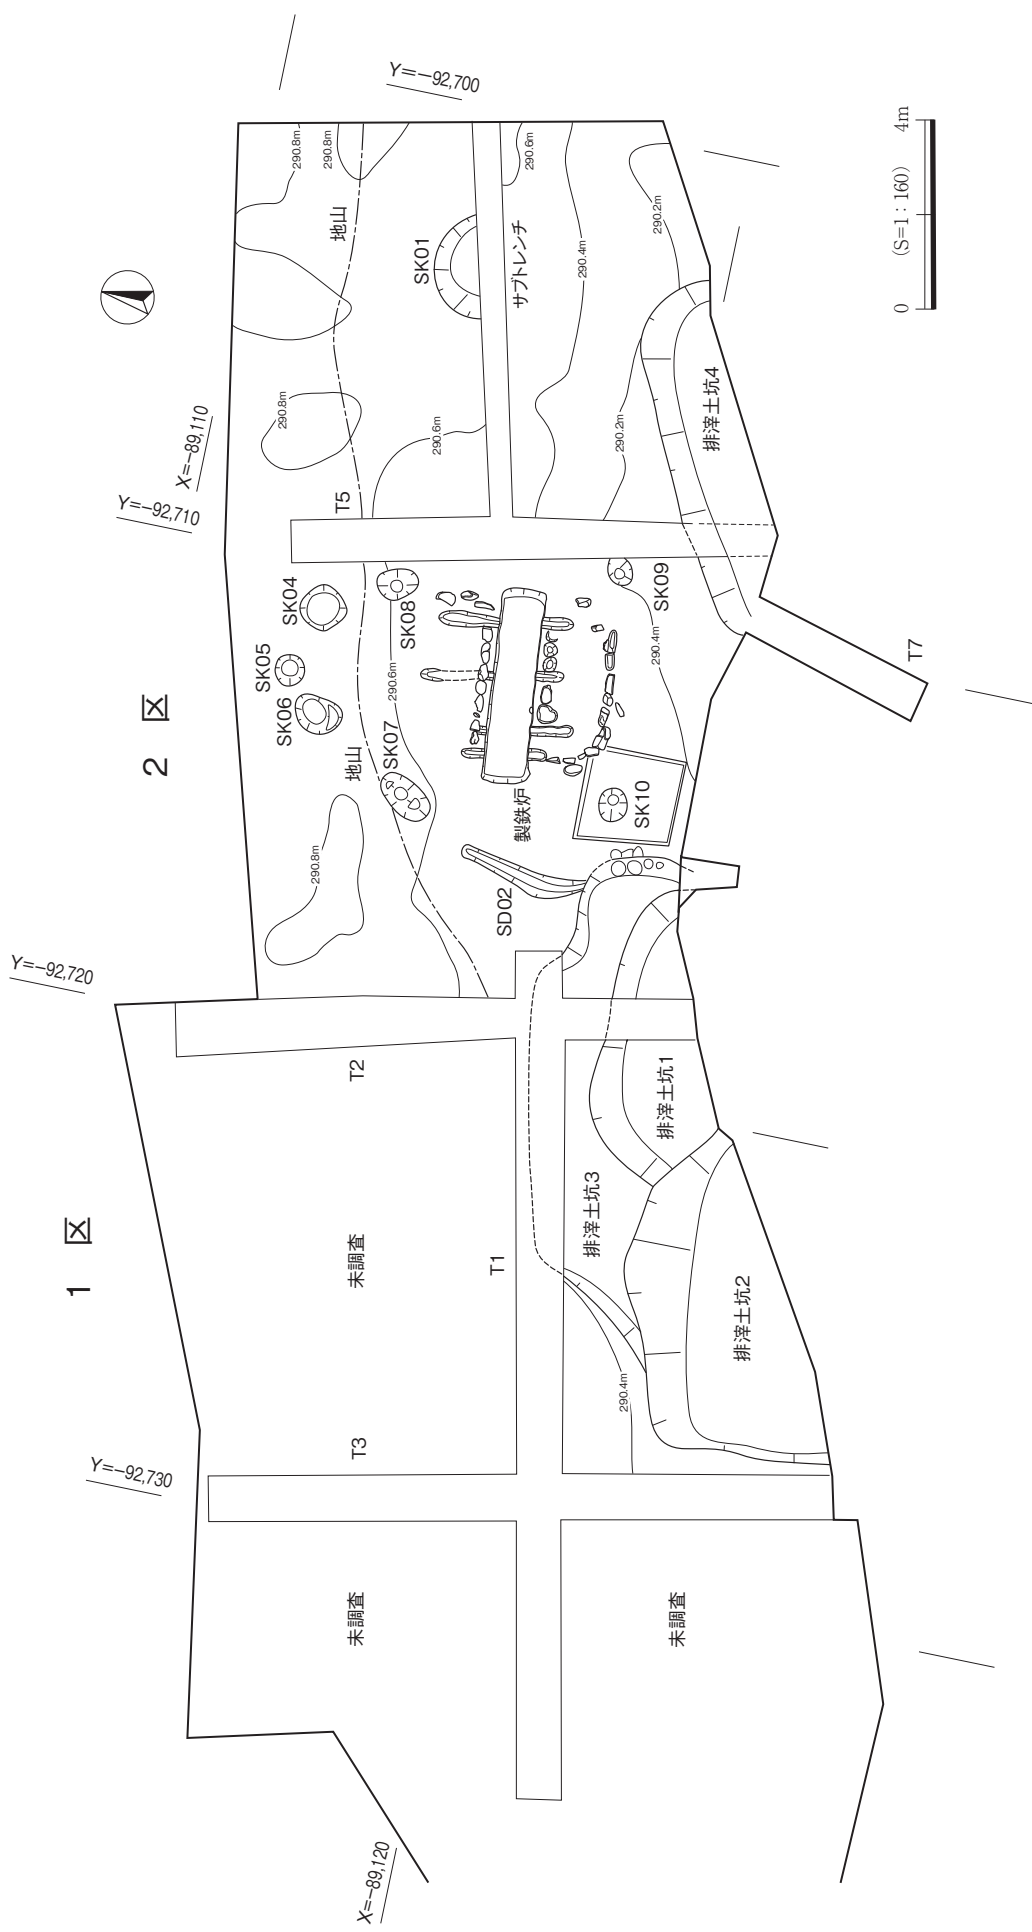 Y=−92,700
290.8m
290.8m
地山
SK01
サブトレンチ
290.6m
290.4m
290.2m
0 (S=1:160) 4m
X=−89,110
Y=−92,710
290.8m
290.6m
T5
290.2m
排滓土坑4
2 区
SK04
SK05
SK06
SK08
SK09
290.6m
290.4m
T7
地山
SK07
製鉄炉
SK10
290.8m
SD02
Y=−92,720
T2
排滓土坑1
1 区
未調査
T1
排滓土坑3
排滓土坑2
290.4m
T3
Y=−92,730
未調査
未調査
X=−89,120